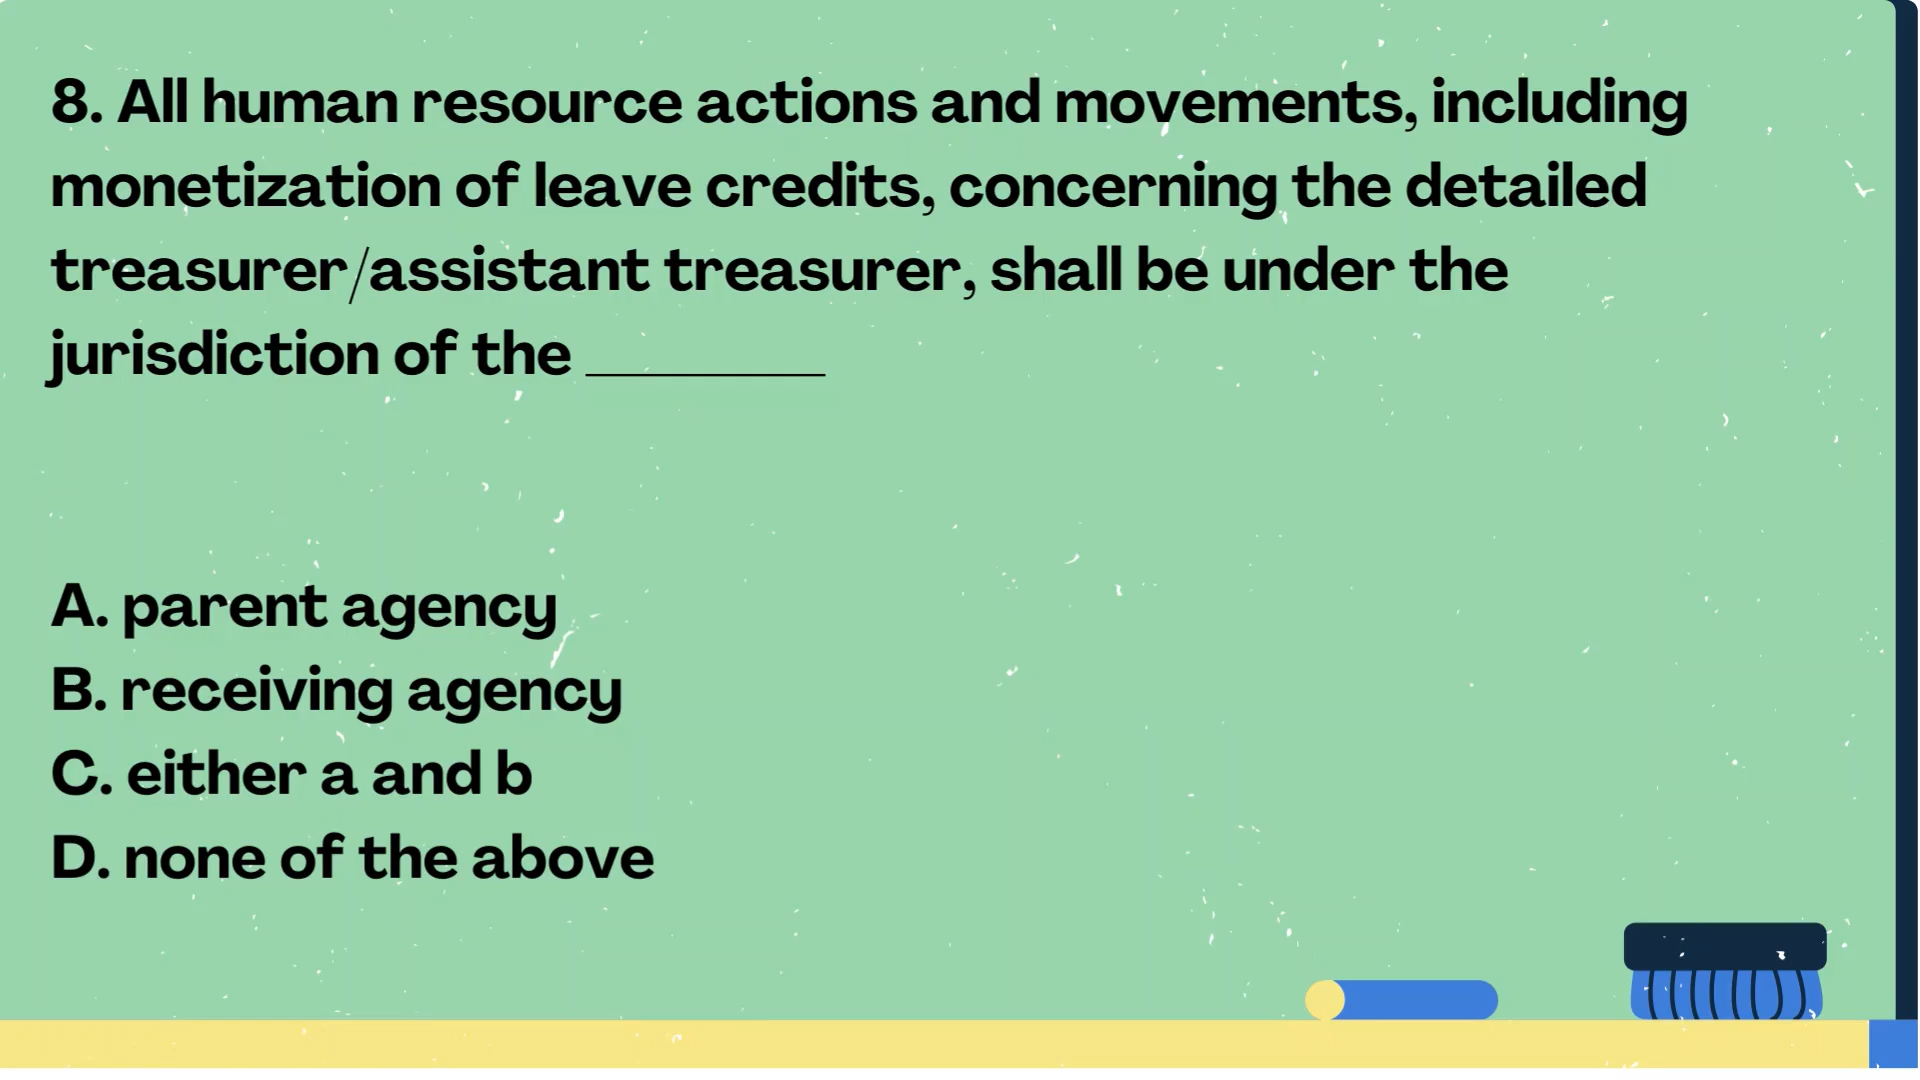 8. All human resource actions and movements, including
monetization of leave credits, concerning the detailed
treasurer/assistant treasurer, shall be under the
jurisdiction of the ________
A. parent agency
B. receiving agency
C. either a and b
D. none of the above